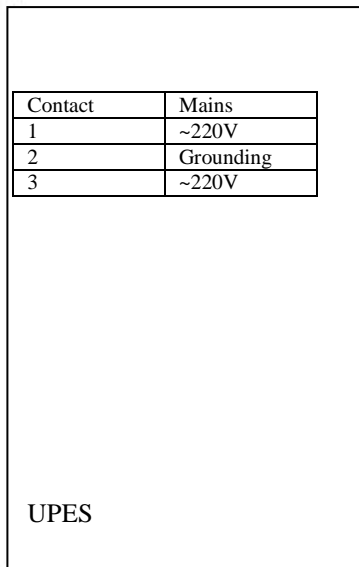 Contact Mains
1 ~220V
2 Grounding
3 ~220V
UPES